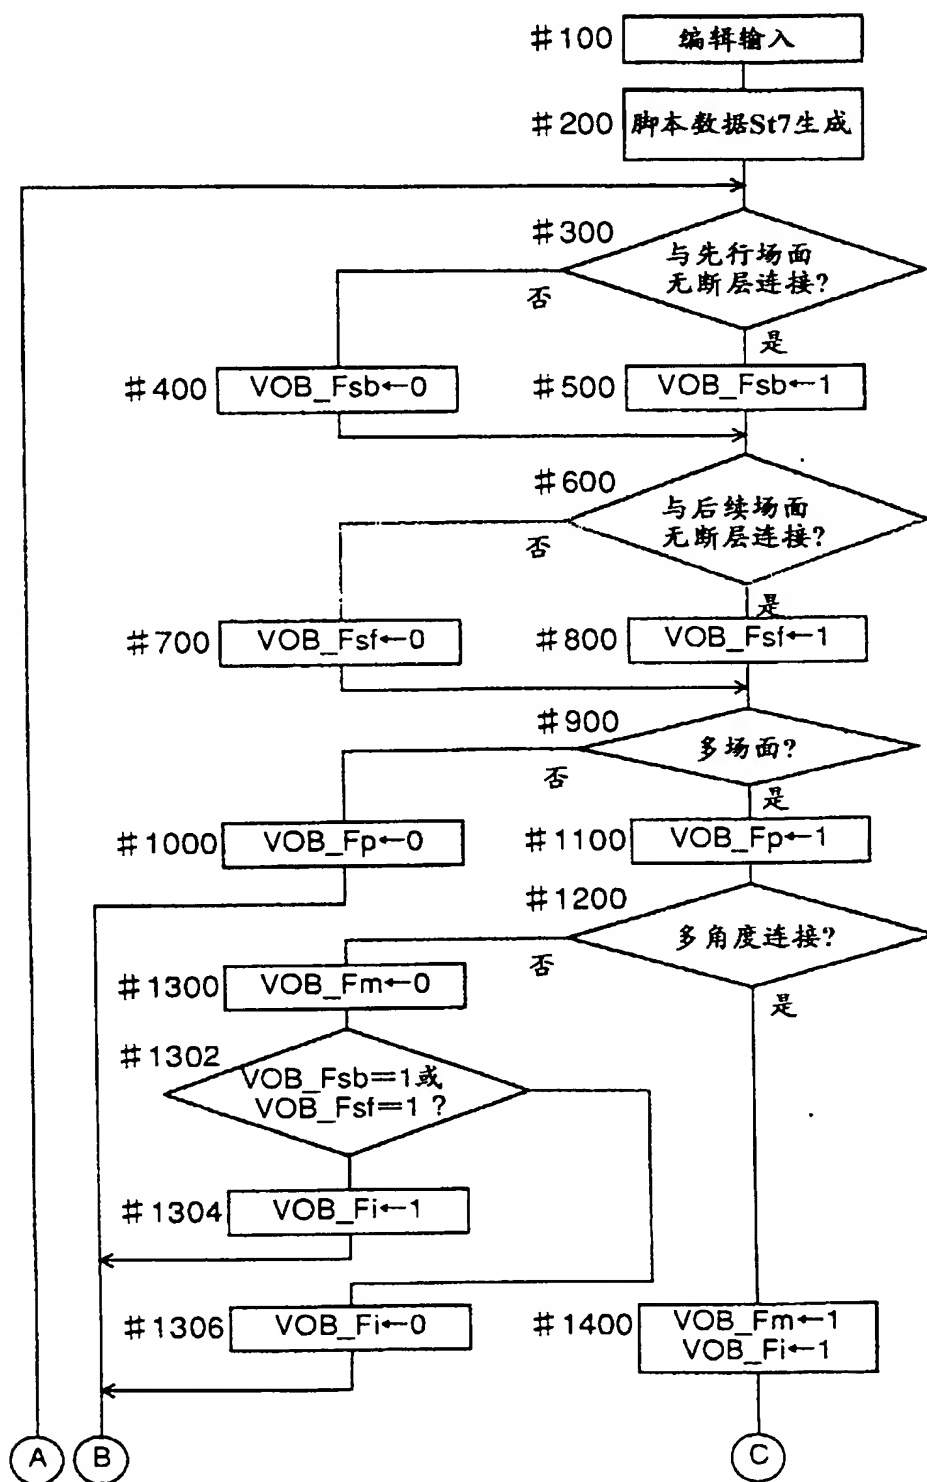 #100 编辑输入
#200 脚本数据St7生成
#300 与先行场面
无断层连接?
否
是
#400 VOB_Fsb←0
#500 VOB_Fsb←1
#600
与后续场面
无断层连接?
否
是
#700 VOB_Fsf←0
#800 VOB_Fsf←1
#900
多场面?
否
是
#1000 VOB_Fp←0
#1100 VOB_Fp←1
#1200
多角度连接?
否
是
#1300 VOB_Fm←0
#1302
VOB_Fsb=1或
VOB_Fsf=1?
#1304 VOB_Fi←1
#1306 VOB_Fi←0
#1400 VOB_Fm←1
VOB_Fi←1
A
B
C